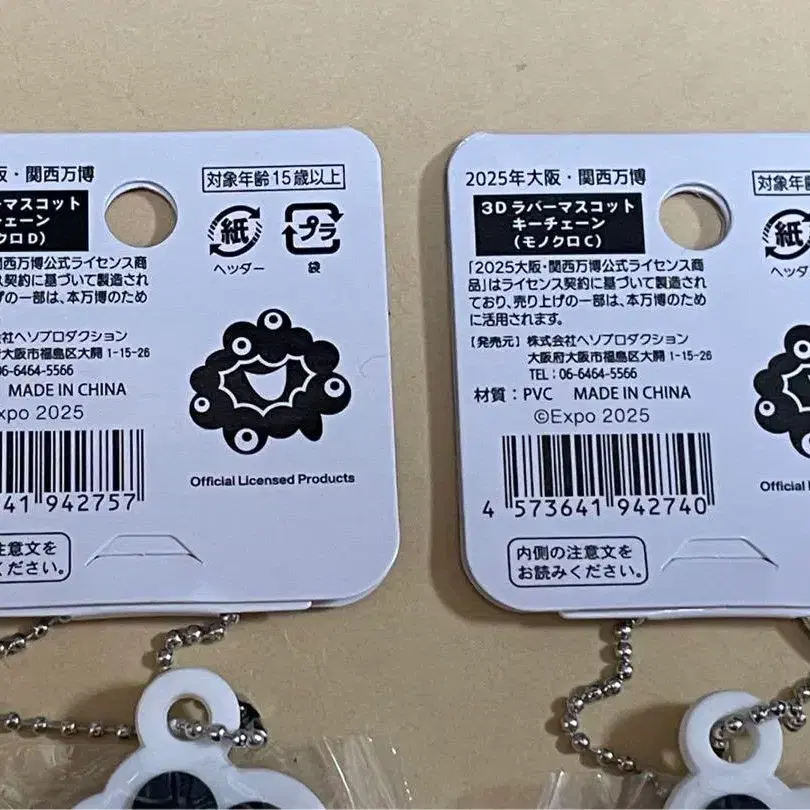 阪・関西万博
ーマスコット
チェーン
クロD)
関西万博公式ライセンス商
ス契約に基づいて製造され
げの一部は、本万博のため
会社ヘソプロダクション
府大阪市福島区大開1-15-26
:06-6464-5566
MADE IN CHINA
xpo 2025
41 942757
注意文を
ください。
対象年齢15歳以上
紙
ヘッダー
プラ
袋
Official Licensed Products
2025年大阪・関西万博
3Dラバーマスコット
キーチェーン
(モノクロC)
「2025大阪・関西万博公式ライセンス商
品」はライセンス契約に基づいて製造され
ており、売り上げの一部は、本万博のため
に活用されます。
【発売元】株式会社ヘソプロダクション
大阪府大阪市福島区大開1-15-26
TEL:06-6464-5566
材質:PVC MADE IN CHINA
©Expo 2025
4 573641 942740
内側の注意文を
お読みください。
対象年齢
紙
ヘッ
Official